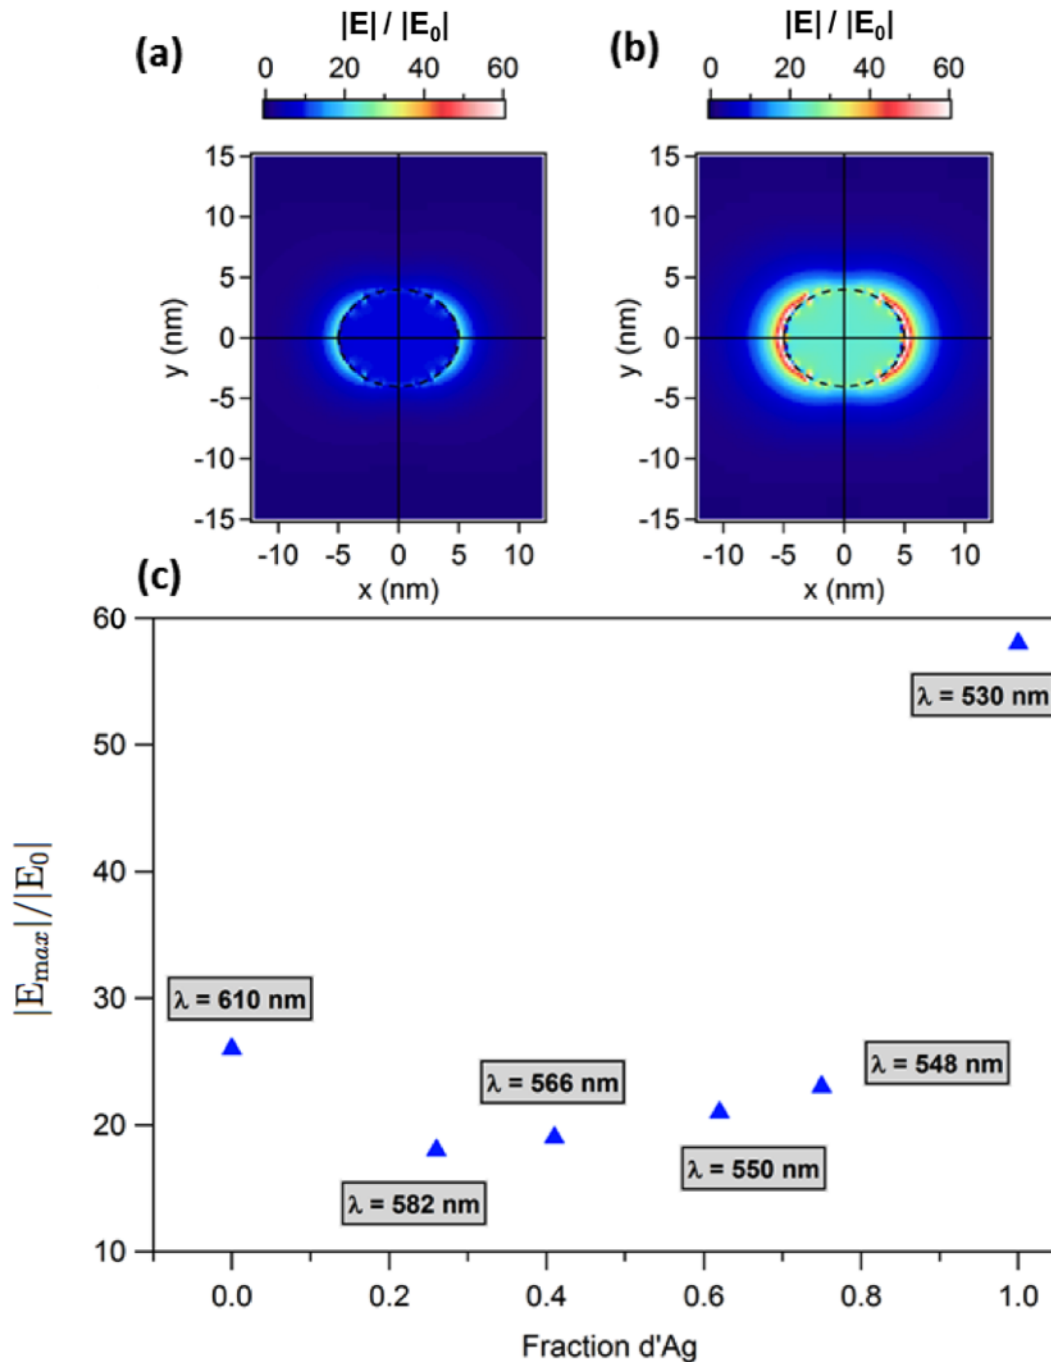 (a)
|E| / |E₀|
0 20 40 60
15
10
5
0
-5
-10
-15
y (nm)
-10 -5 0 5 10
x (nm)
(b)
|E| / |E₀|
0 20 40 60
15
10
5
0
-5
-10
-15
y (nm)
-10 -5 0 5 10
x (nm)
(c)
60
50
40
30
20
10
|Eₘₐₓ|/|E₀|
λ = 530 nm
λ = 610 nm
λ = 548 nm
λ = 566 nm
λ = 550 nm
λ = 582 nm
0.0 0.2 0.4 0.6 0.8 1.0
Fraction d'Ag